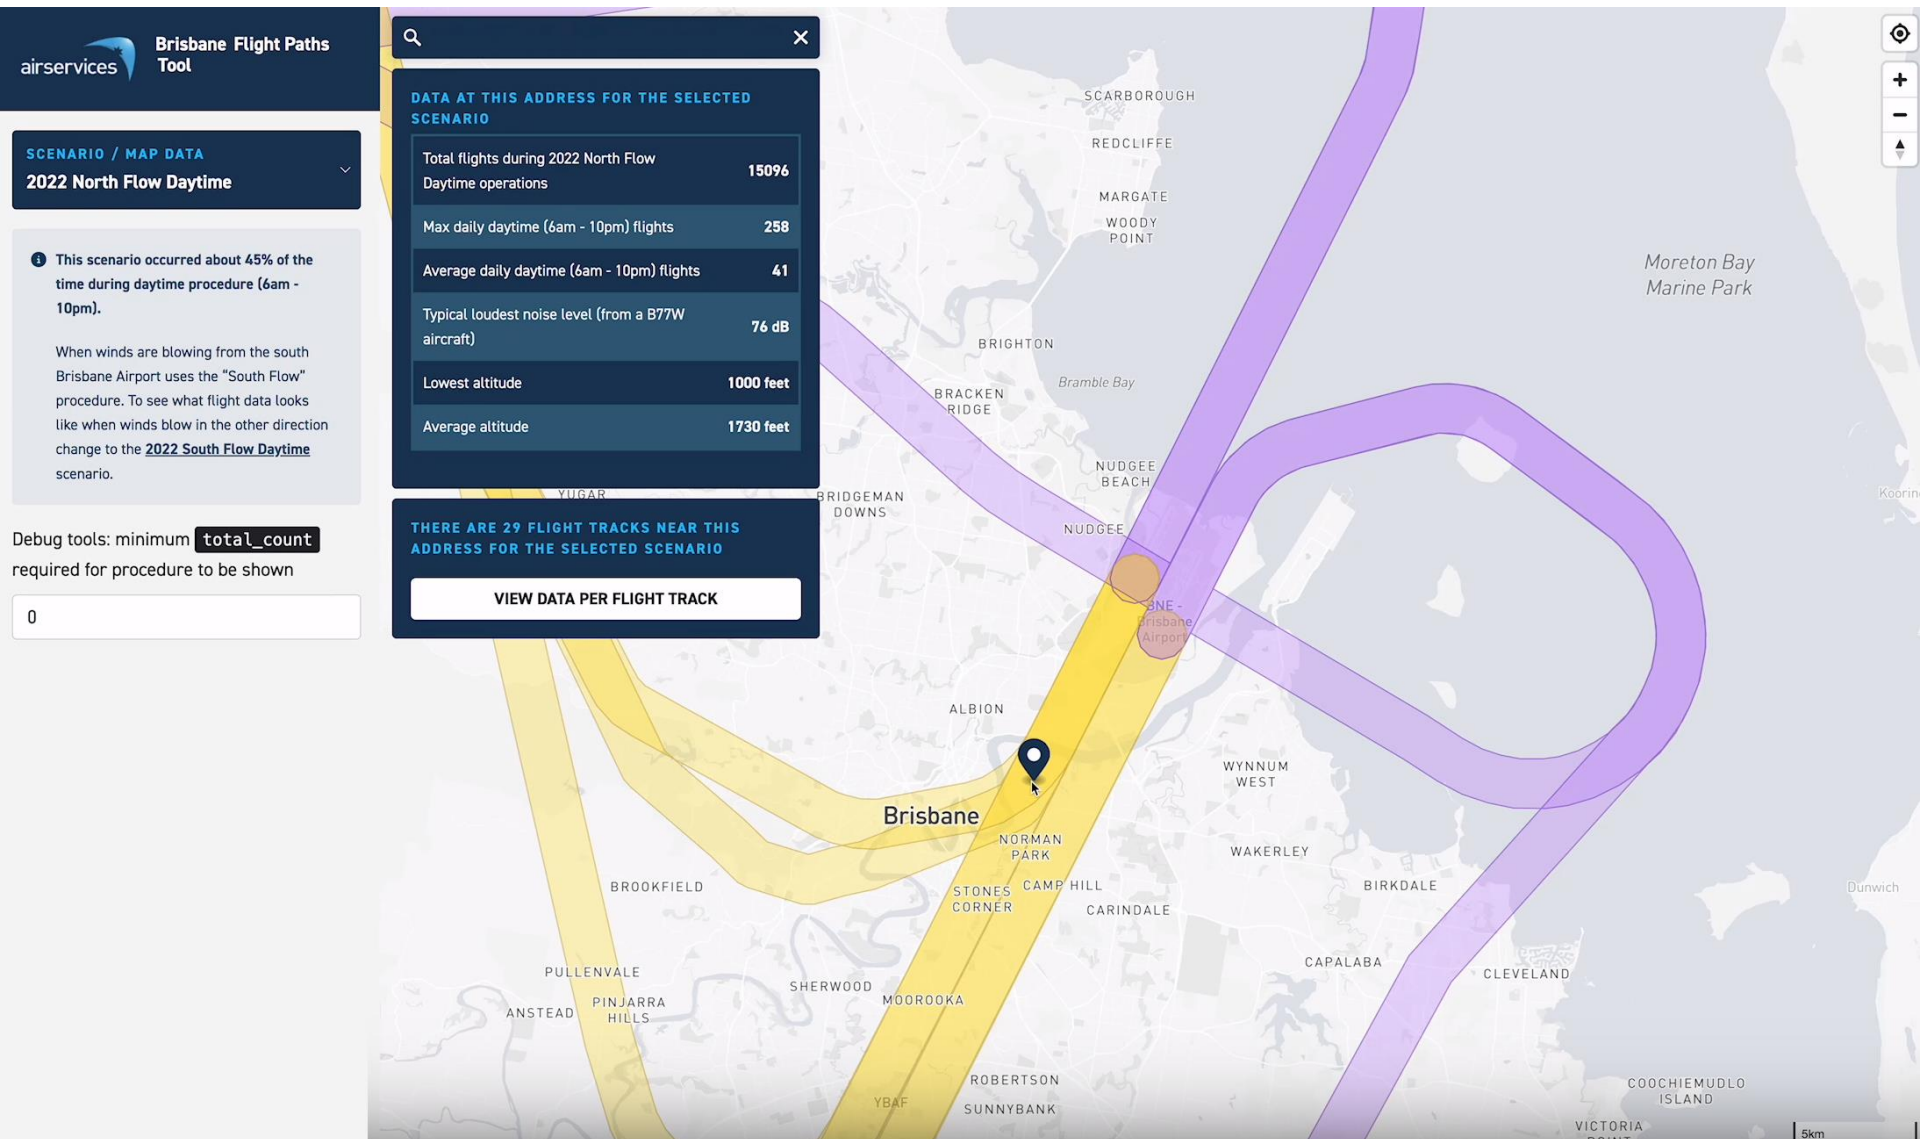 airservices
Brisbane Flight Paths
Tool
SCENARIO / MAP DATA
2022 North Flow Daytime
This scenario occurred about 45% of the
time during daytime procedure (6am -
10pm).
When winds are blowing from the south
Brisbane Airport uses the “South Flow”
procedure. To see what flight data looks
like when winds blow in the other direction
change to the 2022 South Flow Daytime
scenario.
Debug tools: minimum total_count
required for procedure to be shown
0
DATA AT THIS ADDRESS FOR THE SELECTED
SCENARIO
Total flights during 2022 North Flow
Daytime operations
15096
Max daily daytime (6am - 10pm) flights 258
Average daily daytime (6am - 10pm) flights 41
Typical loudest noise level (from a B77W
aircraft)
76 dB
Lowest altitude 1000 feet
Average altitude 1730 feet
THERE ARE 29 FLIGHT TRACKS NEAR THIS
ADDRESS FOR THE SELECTED SCENARIO
VIEW DATA PER FLIGHT TRACK
SCARBOROUGH
REDCLIFFE
MARGATE
WOODY
POINT
Moreton Bay
Marine Park
BRIGHTON
Bramble Bay
BRACKEN
RIDGE
NUDGEE
BEACH
YUGAR
BRIDGEMAN
DOWNS
NUDGEE
BNE -
Brisbane
Airport
ALBION
WYNNUM
WEST
Brisbane
NORMAN
PARK
WAKERLEY
BROOKFIELD
STONES
CORNER
CAMP HILL
CARINDALE
BIRKDALE
Dunwich
PULLENVALE
SHERWOOD
CAPALABA
CLEVELAND
ANSTEAD
PINJARRA
HILLS
MOOROOKA
ROBERTSON
YBAF
SUNNYBANK
COOCHIEMUDLO
ISLAND
VICTORIA
5km